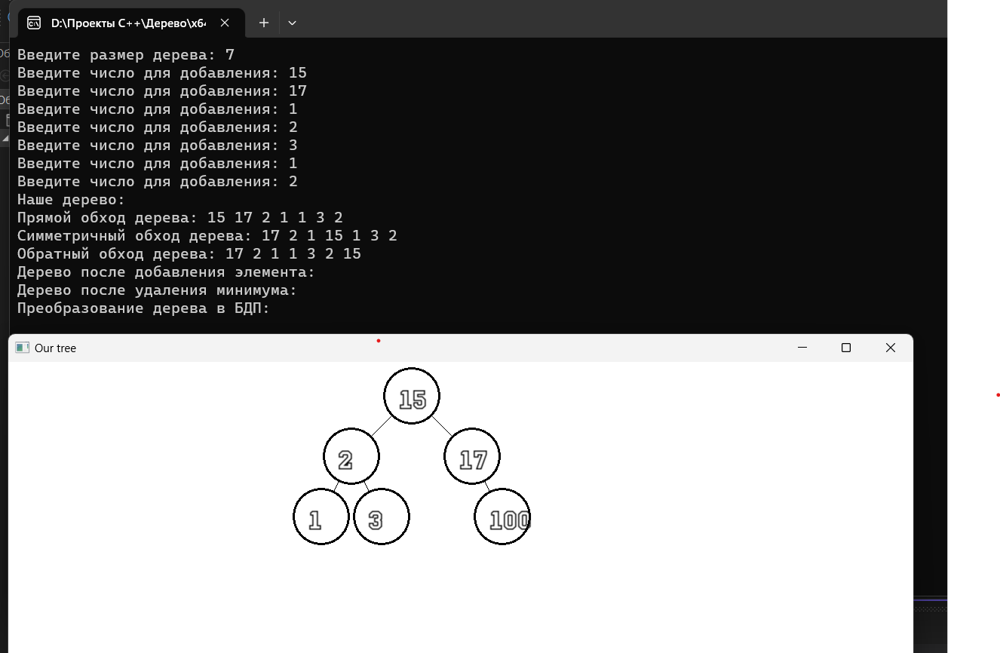 D:\Проекты C++\Дерево\x64
Введите размер дерева: 7
Введите число для добавления: 15
Введите число для добавления: 17
Введите число для добавления: 1
Введите число для добавления: 2
Введите число для добавления: 3
Введите число для добавления: 1
Введите число для добавления: 2
Наше дерево:
Прямой обход дерева: 15 17 2 1 1 3 2
Симметричный обход дерева: 17 2 1 15 1 3 2
Обратный обход дерева: 17 2 1 1 3 2 15
Дерево после добавления элемента:
Дерево после удаления минимума:
Преобразование дерева в БДП:
Our tree
15
2 17
1 3 100